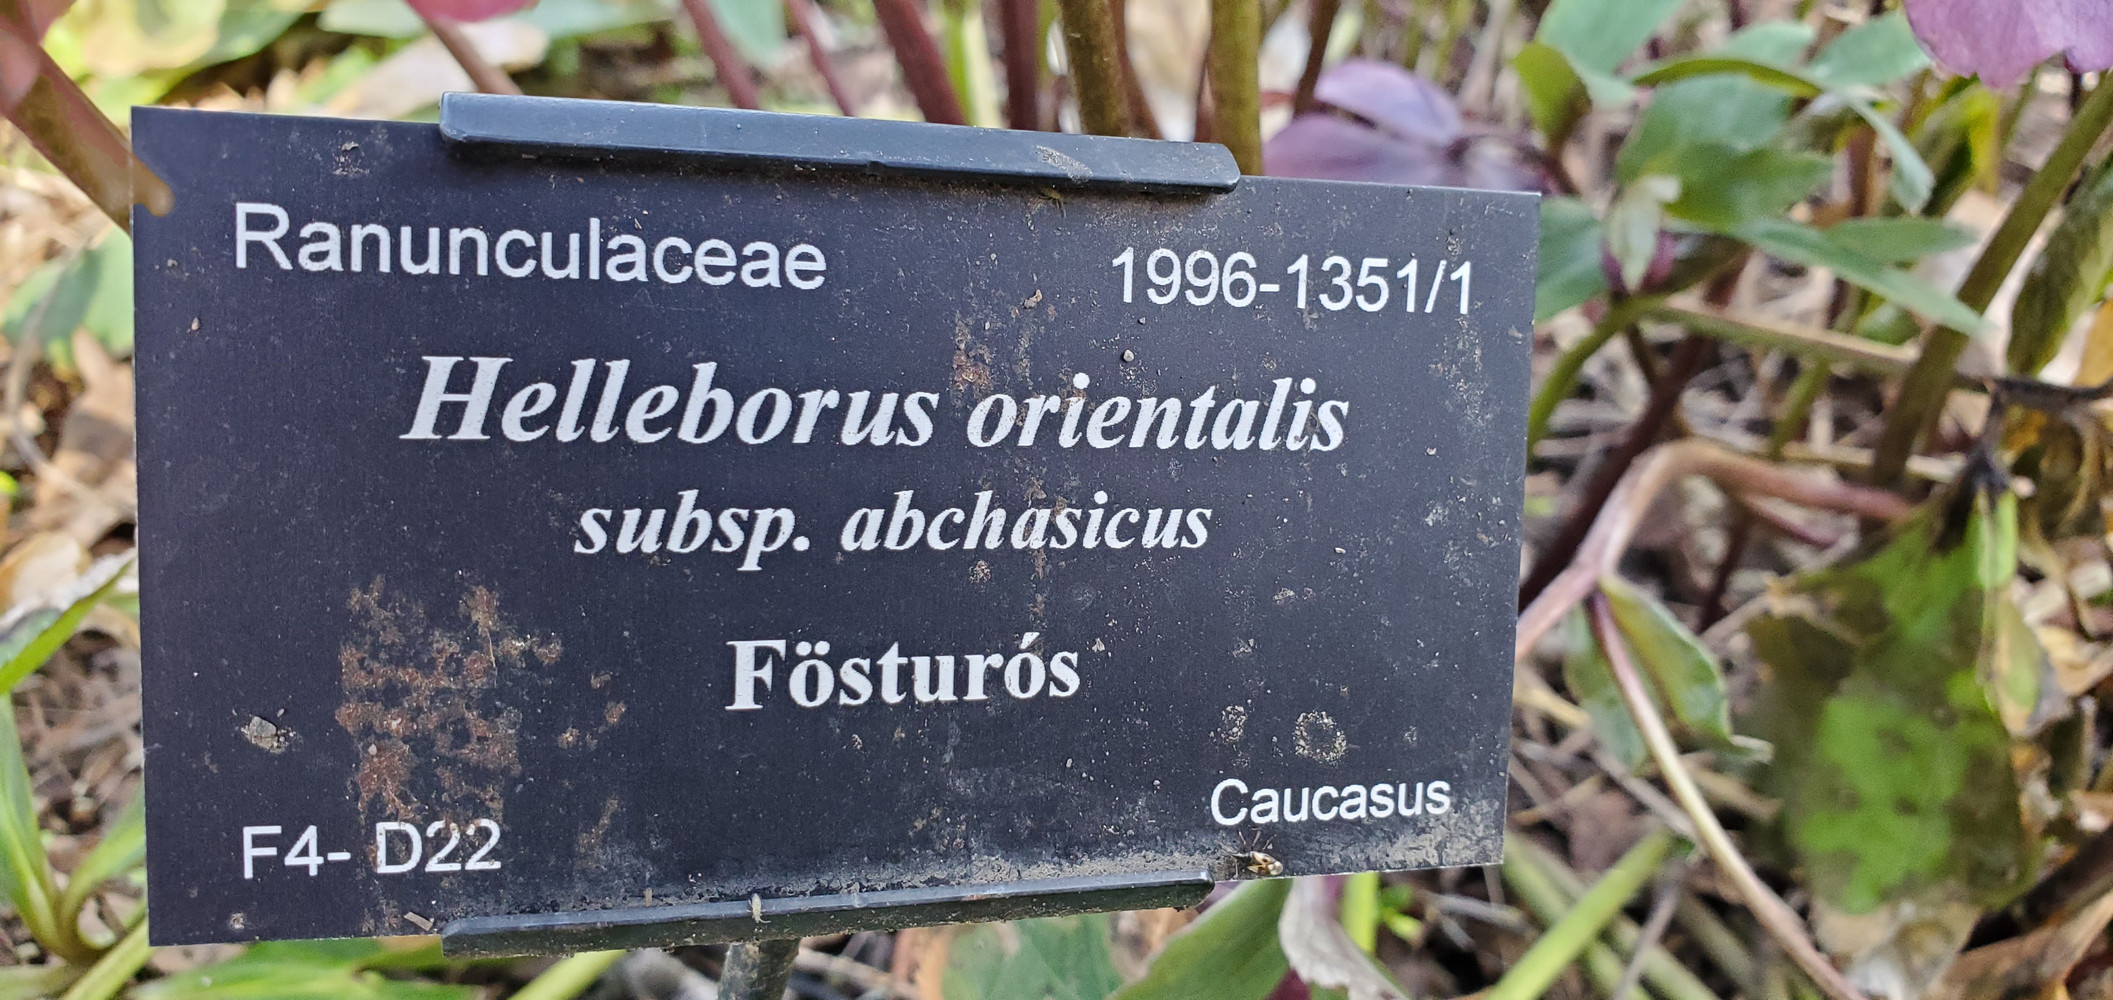 Ranunculaceae 1996-1351/1
Helleborus orientalis
subsp. abchasicus
Fösturós
Caucasus
F4- D22